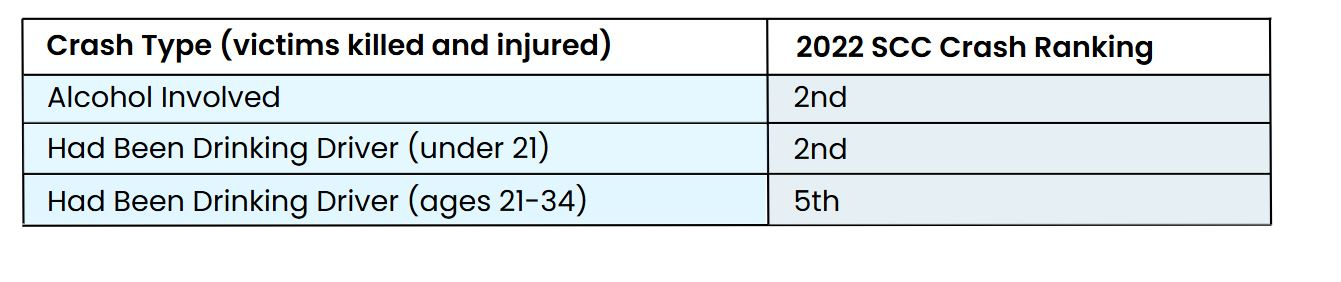 Crash Type (victims killed and injured) 2022 SCC Crash Ranking
Alcohol Involved 2nd
Had Been Drinking Driver (under 21) 2nd
Had Been Drinking Driver (ages 21-34) 5th